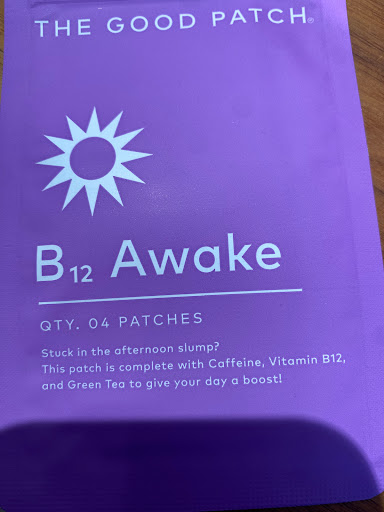 THE GOOD PATCH®
B12 Awake
QTY. 04 PATCHES
Stuck in the afternoon slump?
This patch is complete with Caffeine, Vitamin B12,
and Green Tea to give your day a boost!